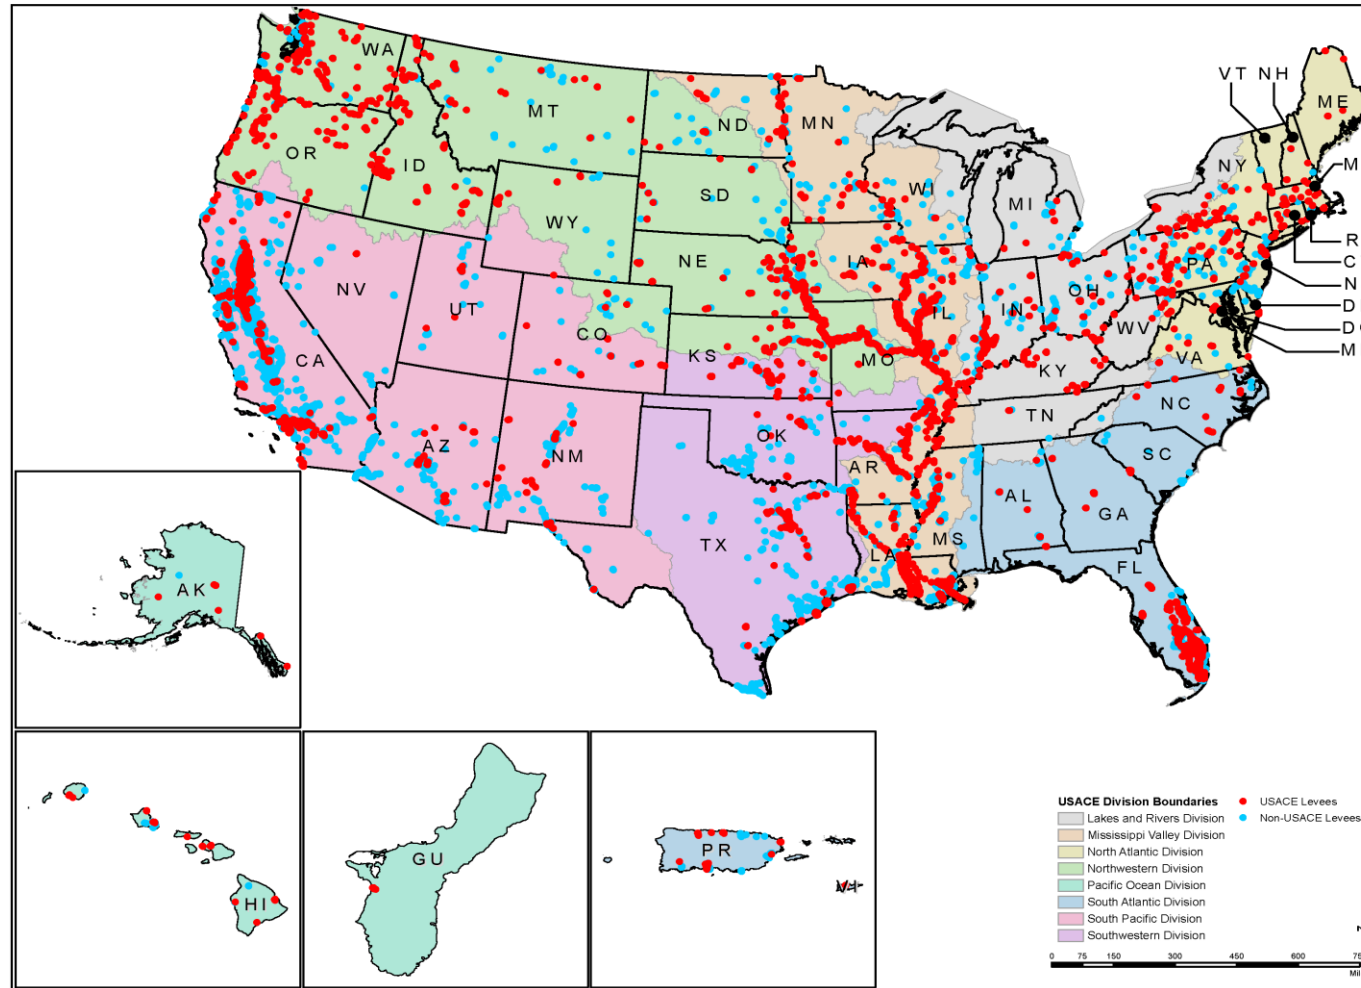 WA
VT NH
ME
MT
ND
MN
OR
ID
NY
M
WI
SD
MI
WY
R
IA
NE
PA
C
OH
N
NV
IN
IL
UT
D
WV
CO
D
MO
KS
VA
M
CA
KY
NC
TN
OK
AZ
NM
SC
AR
AL
GA
TX
MS
LA
FL
AK
PR
GU
VI
HI
USACE Division Boundaries
USACE Levees
Lakes and Rivers Division
Non-USACE Levees
Mississippi Valley Division
North Atlantic Division
Northwestern Division
Pacific Ocean Division
South Atlantic Division
South Pacific Division
Southwestern Division
0 75 150 300 450 600 75
Mil